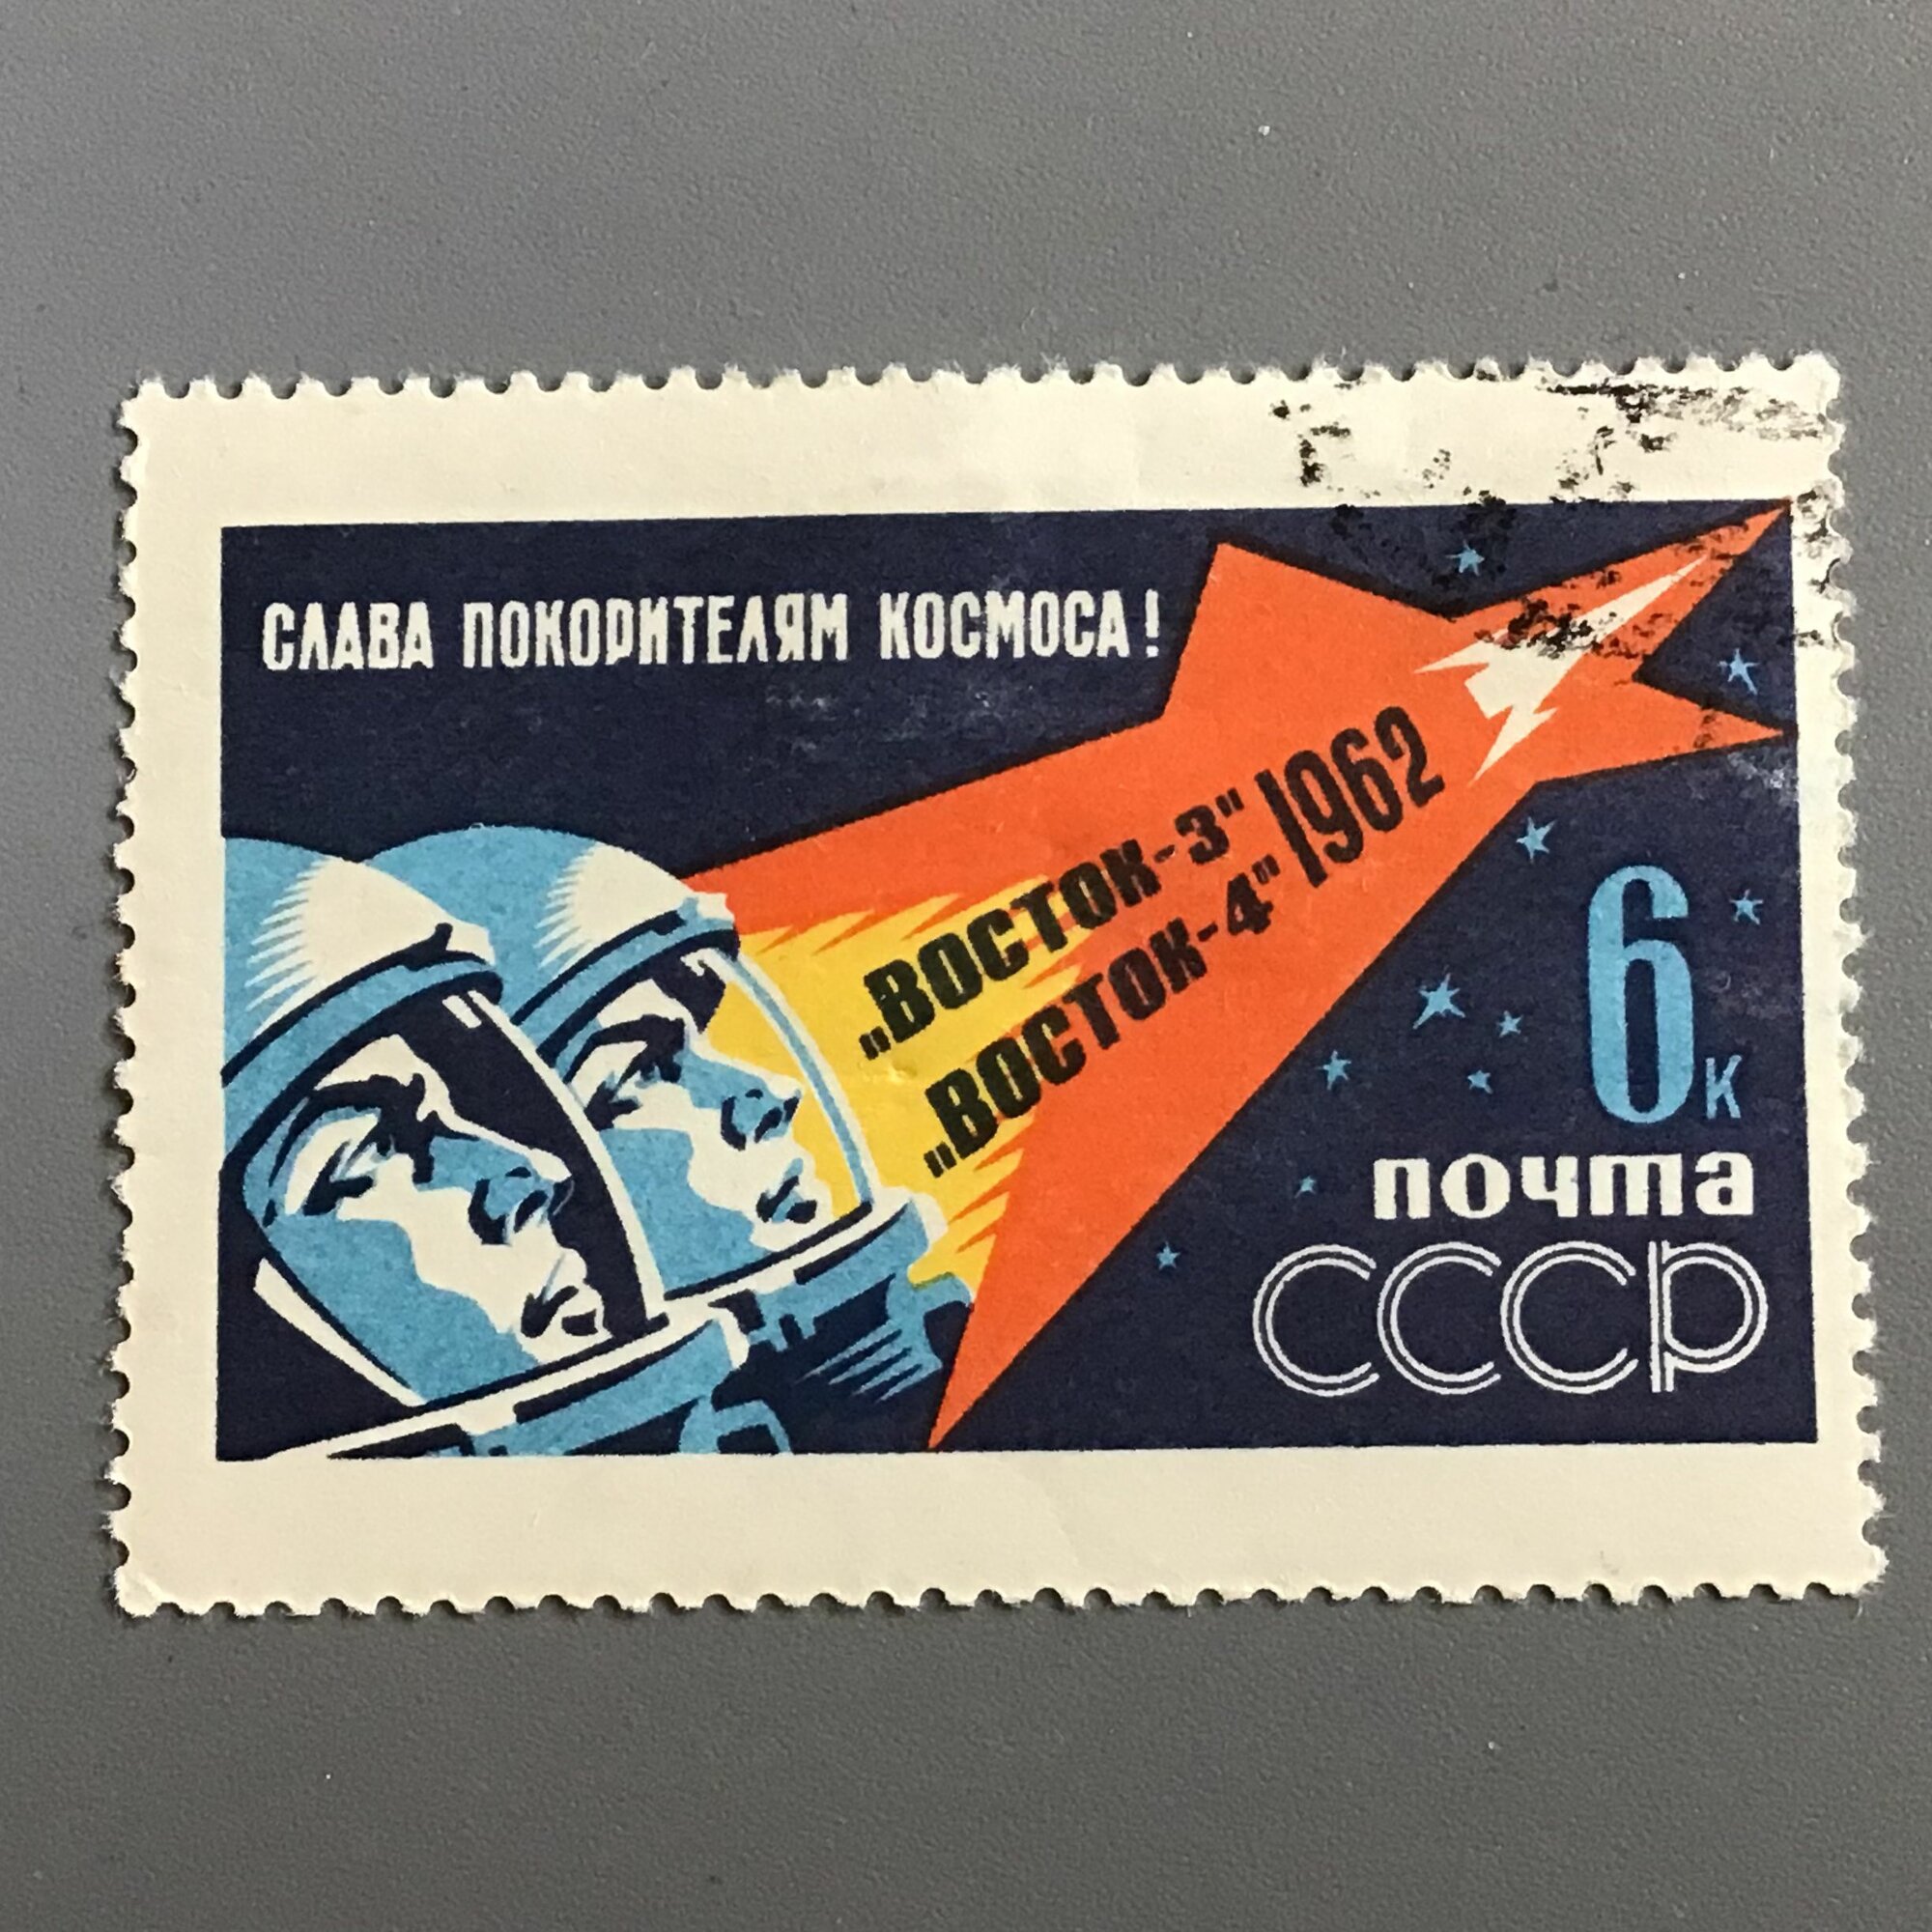 СЛАВА ПОКОРИТЕЛЯМ КОСМОСА!
„ВОСТОК-3" 1962
„ВОСТОК-4"
6к
почта
СССР